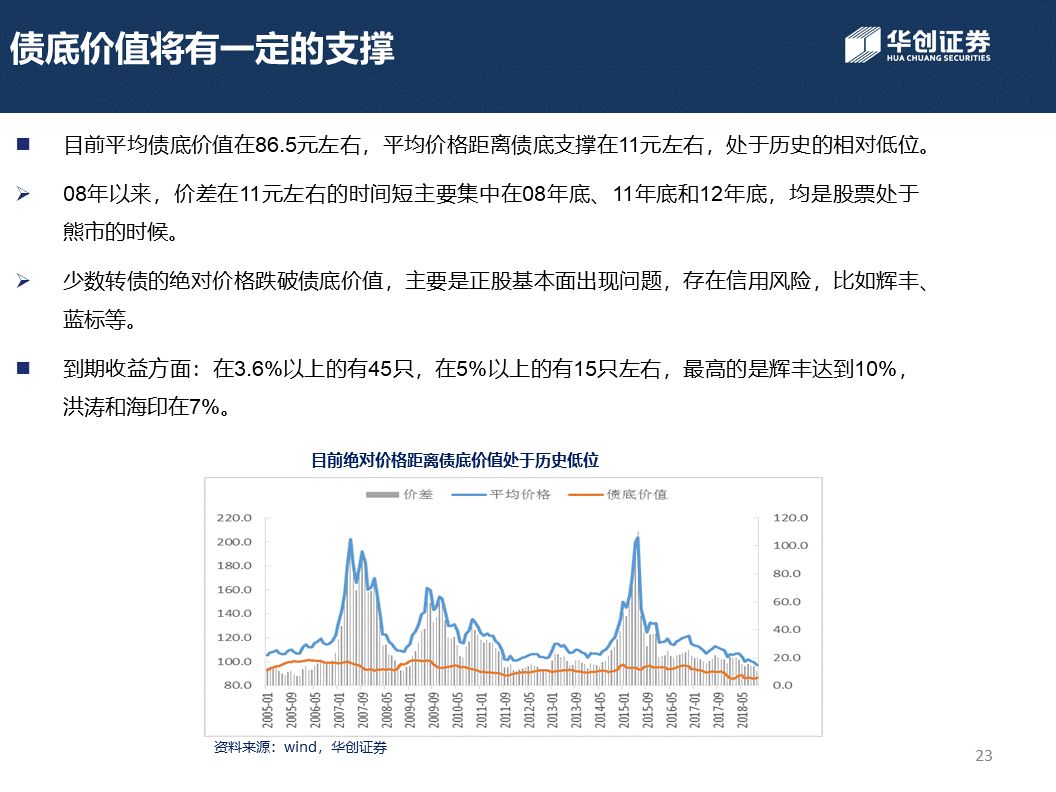 债底价值将有一定的支撑
华创证券
HUA CHUANG SECURITIES
■ 目前平均债底价值在86.5元左右，平均价格距离债底支撑在11元左右，处于历史的相对低位。
➢ 08年以来，价差在11元左右的时间短主要集中在08年底、11年底和12年底，均是股票处于
熊市的时候。
➢ 少数转债的绝对价格跌破债底价值，主要是正股基本面出现问题，存在信用风险，比如辉丰、
蓝标等。
■ 到期收益方面：在3.6%以上的有45只，在5%以上的有15只左右，最高的是辉丰达到10%，
洪涛和海印在7%。
目前绝对价格距离债底价值处于历史低位
价差 平均价格 债底价值
220.0 120.0
200.0 100.0
180.0 80.0
160.0 60.0
140.0 40.0
120.0 20.0
100.0 0.0
80.0
2005-01 2005-09 2006-05 2007-01 2007-09 2008-05 2009-01 2009-09 2010-05 2011-01 2011-09 2012-05 2013-01 2013-09 2014-05 2015-01 2015-09 2016-05 2017-01 2017-09 2018-05
资料来源：wind，华创证券
23